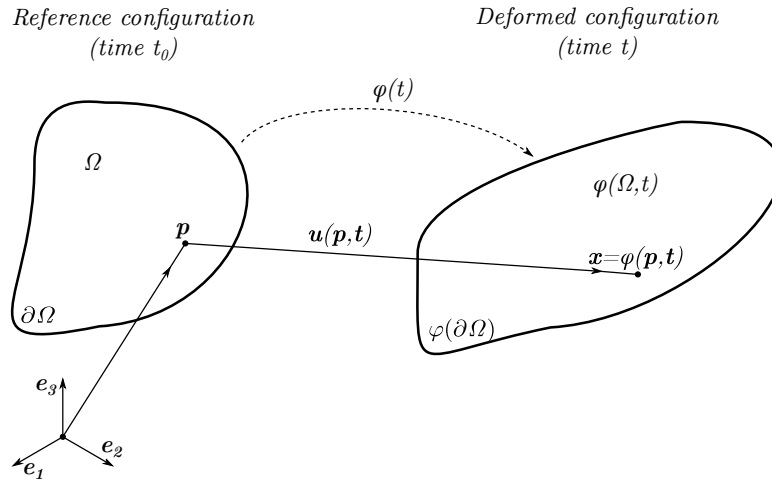 Reference configuration
(time t₀)
Deformed configuration
(time t)
φ(t)
Ω
φ(Ω,t)
p
u(p,t)
x=φ(p,t)
∂Ω
φ(∂Ω)
e₃
e₂
e₁